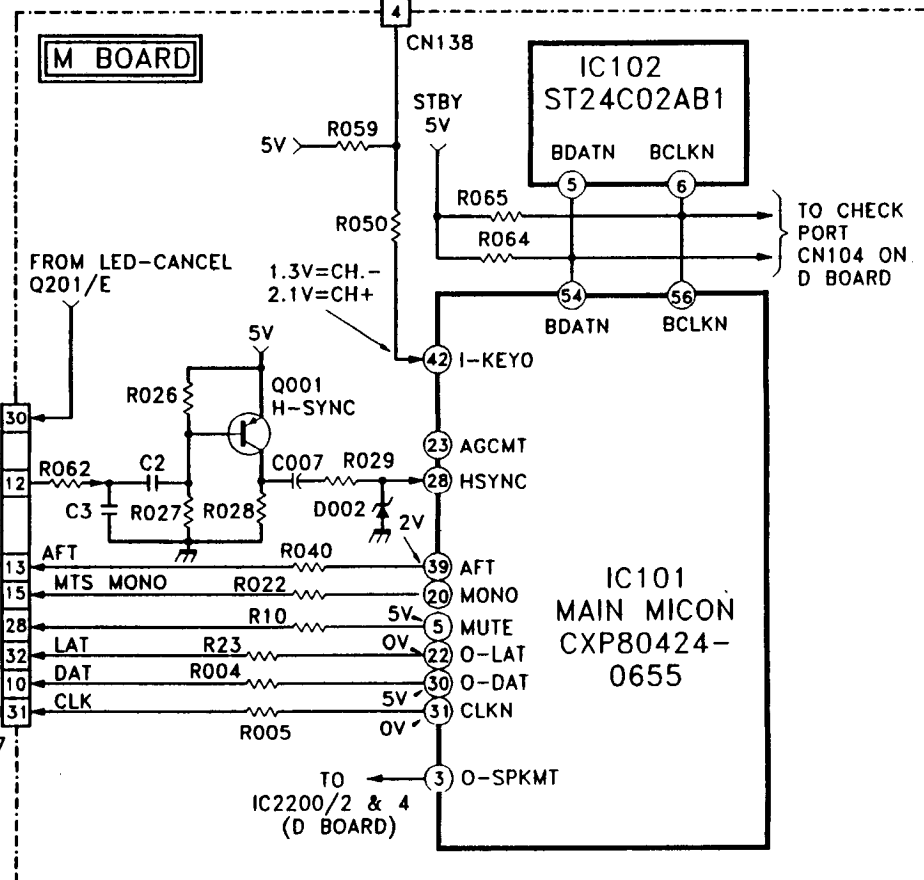 4
CN138
M BOARD
IC102
ST24C02AB1
BDATN BCLKN
5 6
STBY
5V
5V
R059
R065
R064
R050
TO CHECK
PORT
CN104 ON
D BOARD
FROM LED-CANCEL
Q201/E
1.3V=CH.-
2.1V=CH+
54 56
BDATN BCLKN
5V
42 I-KEYO
R026
Q001
H-SYNC
30
23 AGCMT
12
R062
C2
C007
R029
28 HSYNC
C3
R027
R028
D002
2V
13
AFT
R040
39 AFT
15
MTS MONO
R022
20 MONO
28
R10
5V
5 MUTE
32
LAT
R23
0V
22 O-LAT
10
DAT
R004
5V
30 O-DAT
31
CLK
R005
0V
31 CLKN
IC101
MAIN MICON
CXP80424-
0655
7
TO
IC2200/2 & 4
(D BOARD)
3 O-SPKMT